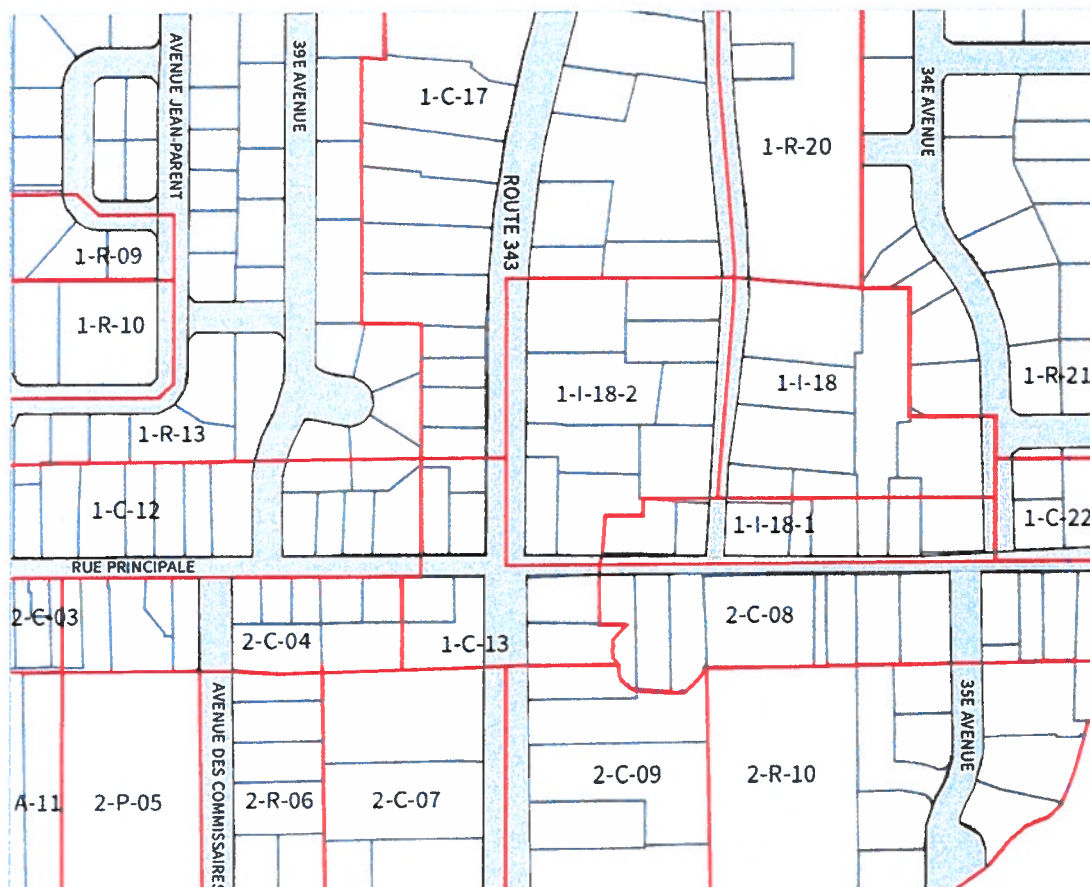 AVENUE JEAN-PARENT
39E AVENUE
1-C-17
ROUTE 343
1-R-20
34E AVENUE
1-R-09
1-R-10
1-R-13
1-I-18-2
1-I-18
1-R-21
1-C-12
1-I-18-1
1-C-22
RUE PRINCIPALE
2-C-03
2-C-04
1-C-13
2-C-08
AVENUE DES COMMISSAIRES
35E AVENUE
A-11
2-P-05
2-R-06
2-C-07
2-C-09
2-R-10